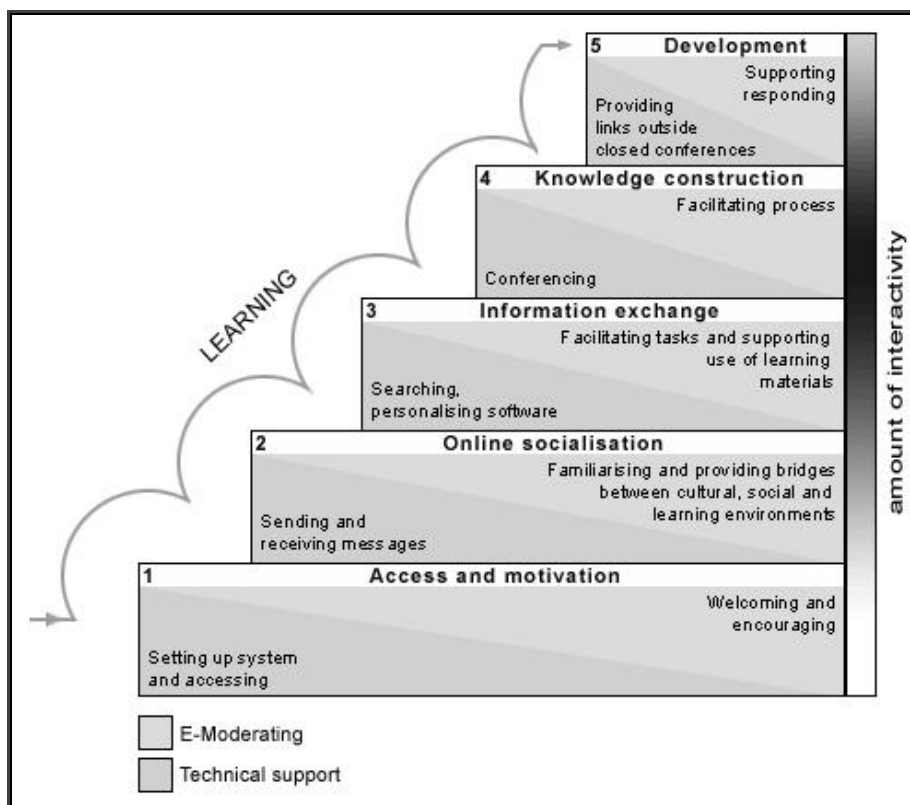 5 Development
Supporting
responding
Providing
links outside
closed conferences
4 Knowledge construction
Facilitating process
Conferencing
3 Information exchange
Facilitating tasks and supporting
use of learning
materials
Searching,
personalising software
2 Online socialisation
Familiarising and providing bridges
between cultural, social and
learning environments
Sending and
receiving messages
1 Access and motivation
Welcoming and
encouraging
Setting up system
and accessing
LEARNING
amount of interactivity
E-Moderating
Technical support